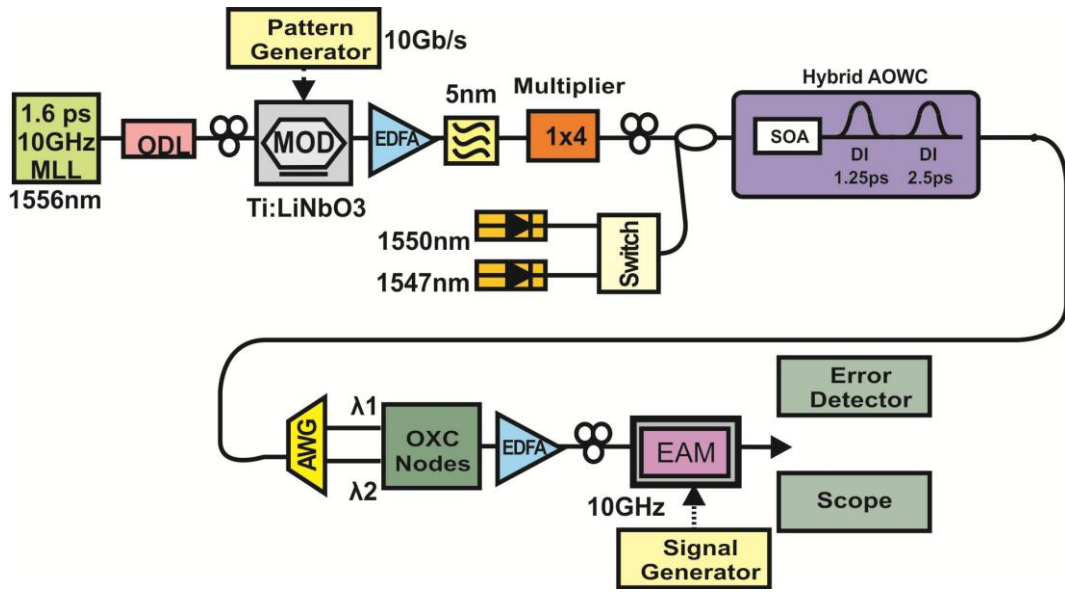 Pattern
Generator
10Gb/s
1.6 ps
10GHz
MLL
1556nm
ODL
MOD
Ti:LiNbO3
EDFA
5nm
Multiplier
1x4
1550nm
1547nm
Switch
Hybrid AOWC
SOA
DI
1.25ps
DI
2.5ps
AWG
λ1
λ2
OXC
Nodes
EDFA
EAM
10GHz
Signal
Generator
Error
Detector
Scope